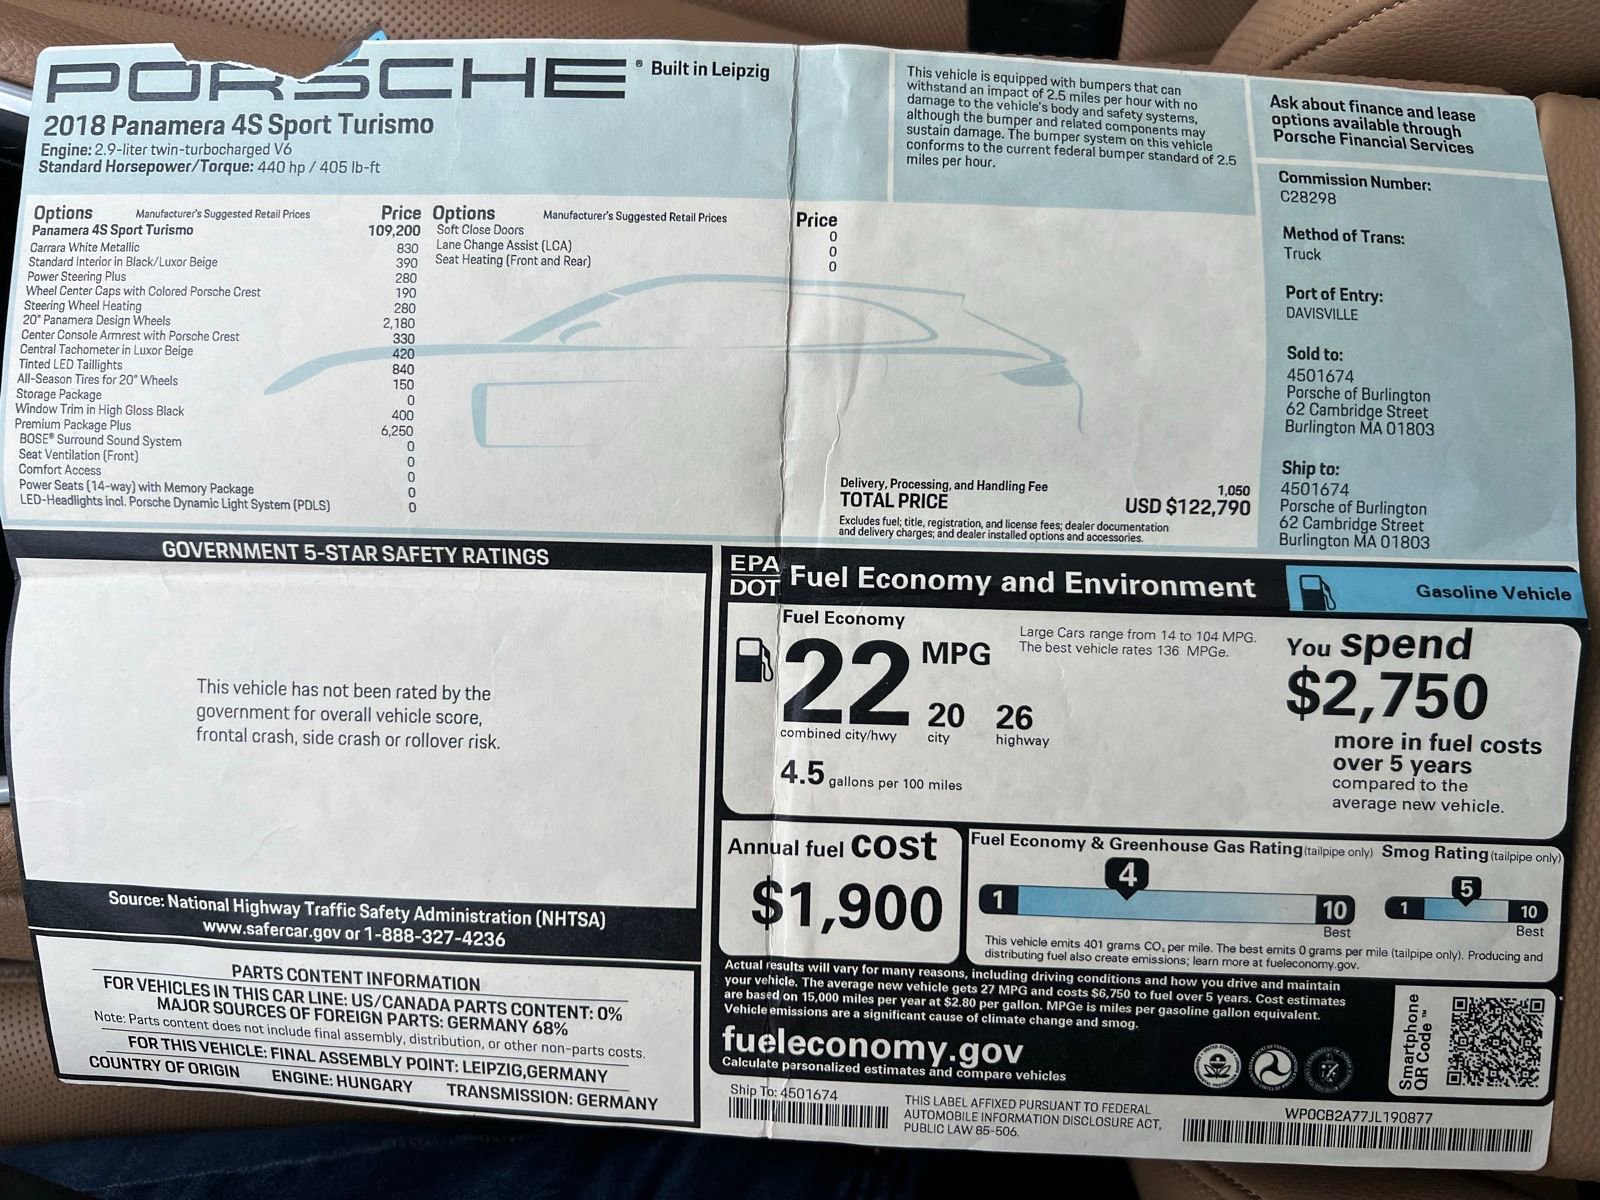 PORSCHE® Built in Leipzig
2018 Panamera 4S Sport Turismo
Engine: 2.9-liter twin-turbocharged V6
Standard Horsepower/Torque: 440 hp / 405 lb-ft
This vehicle is equipped with bumpers that can
withstand an impact of 2.5 miles per hour with no
damage to the vehicle's body and safety systems,
although the bumper and related components may
sustain damage. The bumper system on this vehicle
conforms to the current federal bumper standard of 2.5
miles per hour.
Ask about finance and lease
options available through
Porsche Financial Services
Options Manufacturer's Suggested Retail Prices Price
Panamera 4S Sport Turismo 109,200
Carrara White Metallic 830
Standard Interior in Black/Luxor Beige 390
Power Steering Plus 280
Wheel Center Caps with Colored Porsche Crest 190
Steering Wheel Heating 280
20" Panamera Design Wheels 2,180
Center Console Armrest with Porsche Crest 330
Central Tachometer in Luxor Beige 420
Tinted LED Taillights 840
All-Season Tires for 20" Wheels 150
Storage Package 0
Window Trim in High Gloss Black 400
Premium Package Plus 6,250
BOSE® Surround Sound System 0
Seat Ventilation (Front) 0
Comfort Access 0
Power Seats (14-way) with Memory Package 0
LED-Headlights incl. Porsche Dynamic Light System (PDLS) 0
Options Manufacturer's Suggested Retail Prices Price
Soft Close Doors 0
Lane Change Assist (LCA) 0
Seat Heating (Front and Rear) 0
Delivery, Processing, and Handling Fee 1,050
TOTAL PRICE USD $122,790
Excludes fuel; title, registration, and license fees; dealer documentation
and delivery charges; and dealer installed options and accessories.
Commission Number:
C28298
Method of Trans:
Truck
Port of Entry:
DAVISVILLE
Sold to:
4501674
Porsche of Burlington
62 Cambridge Street
Burlington MA 01803
Ship to:
4501674
Porsche of Burlington
62 Cambridge Street
Burlington MA 01803
GOVERNMENT 5-STAR SAFETY RATINGS
This vehicle has not been rated by the
government for overall vehicle score,
frontal crash, side crash or rollover risk.
Source: National Highway Traffic Safety Administration (NHTSA)
www.safercar.gov or 1-888-327-4236
PARTS CONTENT INFORMATION
FOR VEHICLES IN THIS CAR LINE: US/CANADA PARTS CONTENT: 0%
MAJOR SOURCES OF FOREIGN PARTS: GERMANY 68%
Note: Parts content does not include final assembly, distribution, or other non-parts costs.
FOR THIS VEHICLE: FINAL ASSEMBLY POINT: LEIPZIG,GERMANY
COUNTRY OF ORIGIN ENGINE: HUNGARY TRANSMISSION: GERMANY
EPA
DOT
Fuel Economy and Environment
Gasoline Vehicle
Fuel Economy
22 MPG
combined city/hwy
20
city
26
highway
4.5 gallons per 100 miles
Large Cars range from 14 to 104 MPG.
The best vehicle rates 136 MPGe.
You spend
$2,750
more in fuel costs
over 5 years
compared to the
average new vehicle.
Annual fuel cost
$1,900
Fuel Economy & Greenhouse Gas Rating (tailpipe only)
4
1
10
Best
Smog Rating (tailpipe only)
5
1
10
Best
This vehicle emits 401 grams CO₂ per mile. The best emits 0 grams per mile (tailpipe only). Producing and
distributing fuel also create emissions; learn more at fueleconomy.gov.
Actual results will vary for many reasons, including driving conditions and how you drive and maintain
your vehicle. The average new vehicle gets 27 MPG and costs $6,750 to fuel over 5 years. Cost estimates
are based on 15,000 miles per year at $2.80 per gallon. MPGe is miles per gasoline gallon equivalent.
Vehicle emissions are a significant cause of climate change and smog.
fueleconomy.gov
Calculate personalized estimates and compare vehicles
Smartphone
QR Code™
Ship To: 4501674
THIS LABEL AFFIXED PURSUANT TO FEDERAL
AUTOMOBILE INFORMATION DISCLOSURE ACT,
PUBLIC LAW 85-506.
WP0CB2A77JL190877